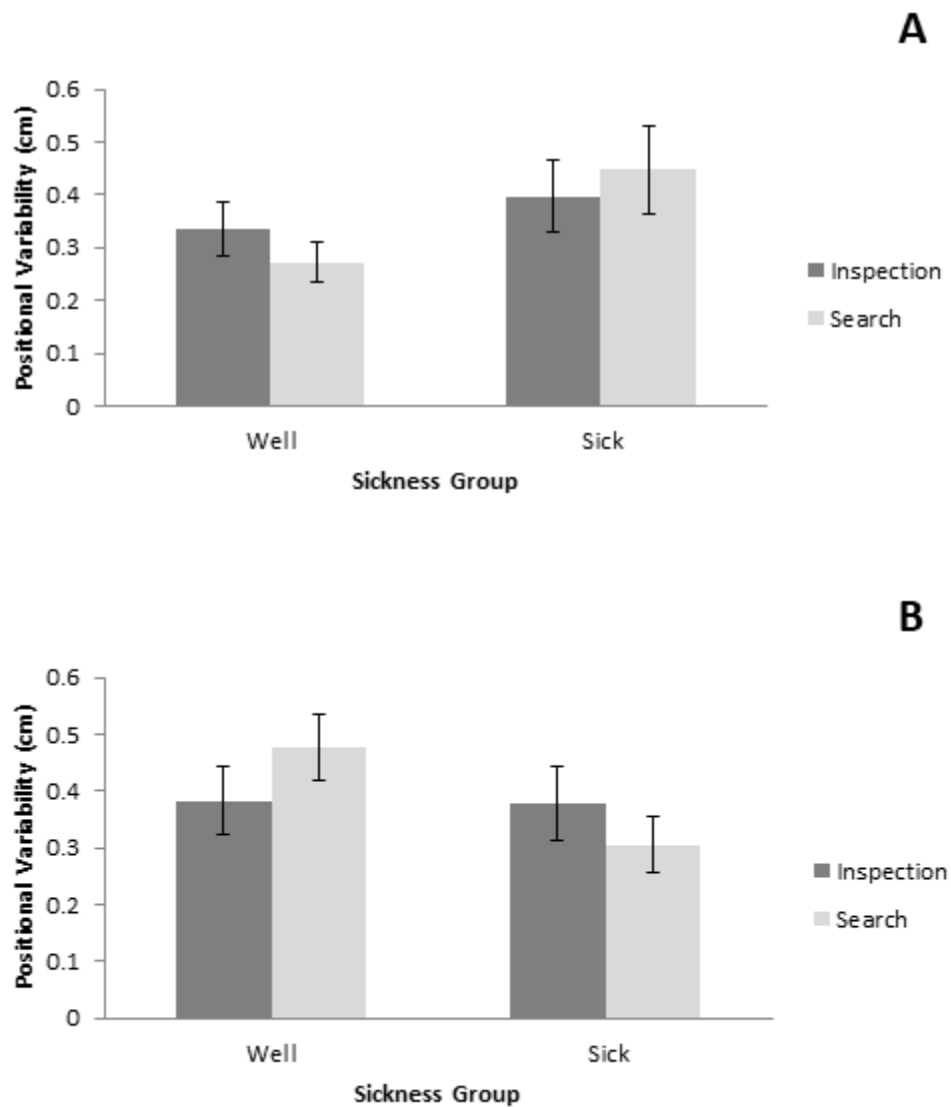 A
Positional Variability (cm)
0.6
0.5
0.4
0.3
0.2
0.1
0
Well
Sick
Sickness Group
Inspection
Search
B
Positional Variability (cm)
0.6
0.5
0.4
0.3
0.2
0.1
0
Well
Sick
Sickness Group
Inspection
Search